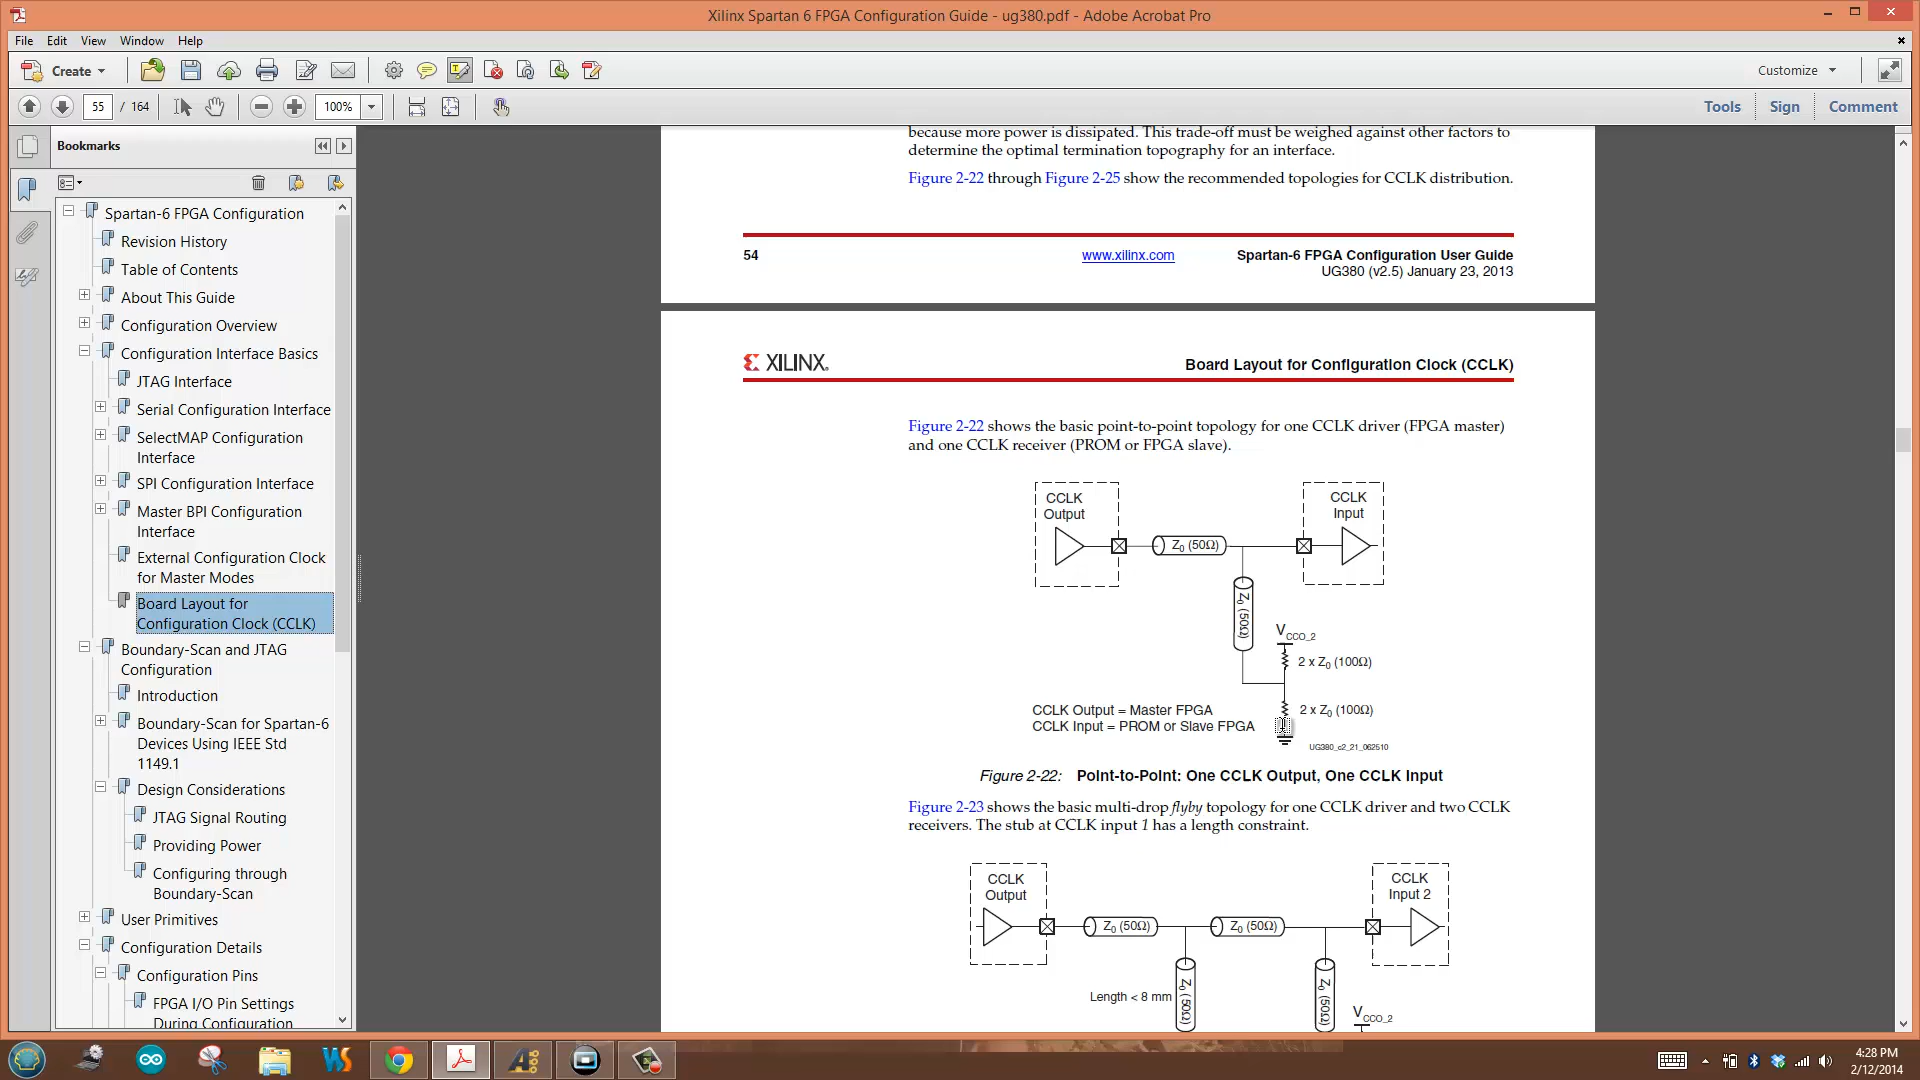 Xilinx Spartan 6 FPGA Configuration Guide - ug380.pdf - Adobe Acrobat Pro
File Edit View Window Help
Create
Customize
55 / 164
100%
Tools Sign Comment
Bookmarks
Spartan-6 FPGA Configuration
Revision History
Table of Contents
About This Guide
Configuration Overview
Configuration Interface Basics
JTAG Interface
Serial Configuration Interface
SelectMAP Configuration
Interface
SPI Configuration Interface
Master BPI Configuration
Interface
External Configuration Clock
for Master Modes
Board Layout for
Configuration Clock (CCLK)
Boundary-Scan and JTAG
Configuration
Introduction
Boundary-Scan for Spartan-6
Devices Using IEEE Std
1149.1
Design Considerations
JTAG Signal Routing
Providing Power
Configuring through
Boundary-Scan
User Primitives
Configuration Details
Configuration Pins
FPGA I/O Pin Settings
During Configuration
because more power is dissipated. This trade-off must be weighed against other factors to
determine the optimal termination topography for an interface.
Figure 2-22 through Figure 2-25 show the recommended topologies for CCLK distribution.
54
www.xilinx.com
Spartan-6 FPGA Configuration User Guide
UG380 (v2.5) January 23, 2013
XILINX®
Board Layout for Configuration Clock (CCLK)
Figure 2-22 shows the basic point-to-point topology for one CCLK driver (FPGA master)
and one CCLK receiver (PROM or FPGA slave).
CCLK
Output
CCLK
Input
Z0 (50Ω)
Z0 (50Ω)
VCCO_2
2 x Z0 (100Ω)
2 x Z0 (100Ω)
CCLK Output = Master FPGA
CCLK Input = PROM or Slave FPGA
UG380_c2_21_062510
Figure 2-22: Point-to-Point: One CCLK Output, One CCLK Input
Figure 2-23 shows the basic multi-drop flyby topology for one CCLK driver and two CCLK
receivers. The stub at CCLK input 1 has a length constraint.
CCLK
Output
CCLK
Input 2
Z0 (50Ω)
Z0 (50Ω)
Length < 8 mm
Z0 (50Ω)
Z0 (50Ω)
VCCO_2
4:28 PM
2/12/2014